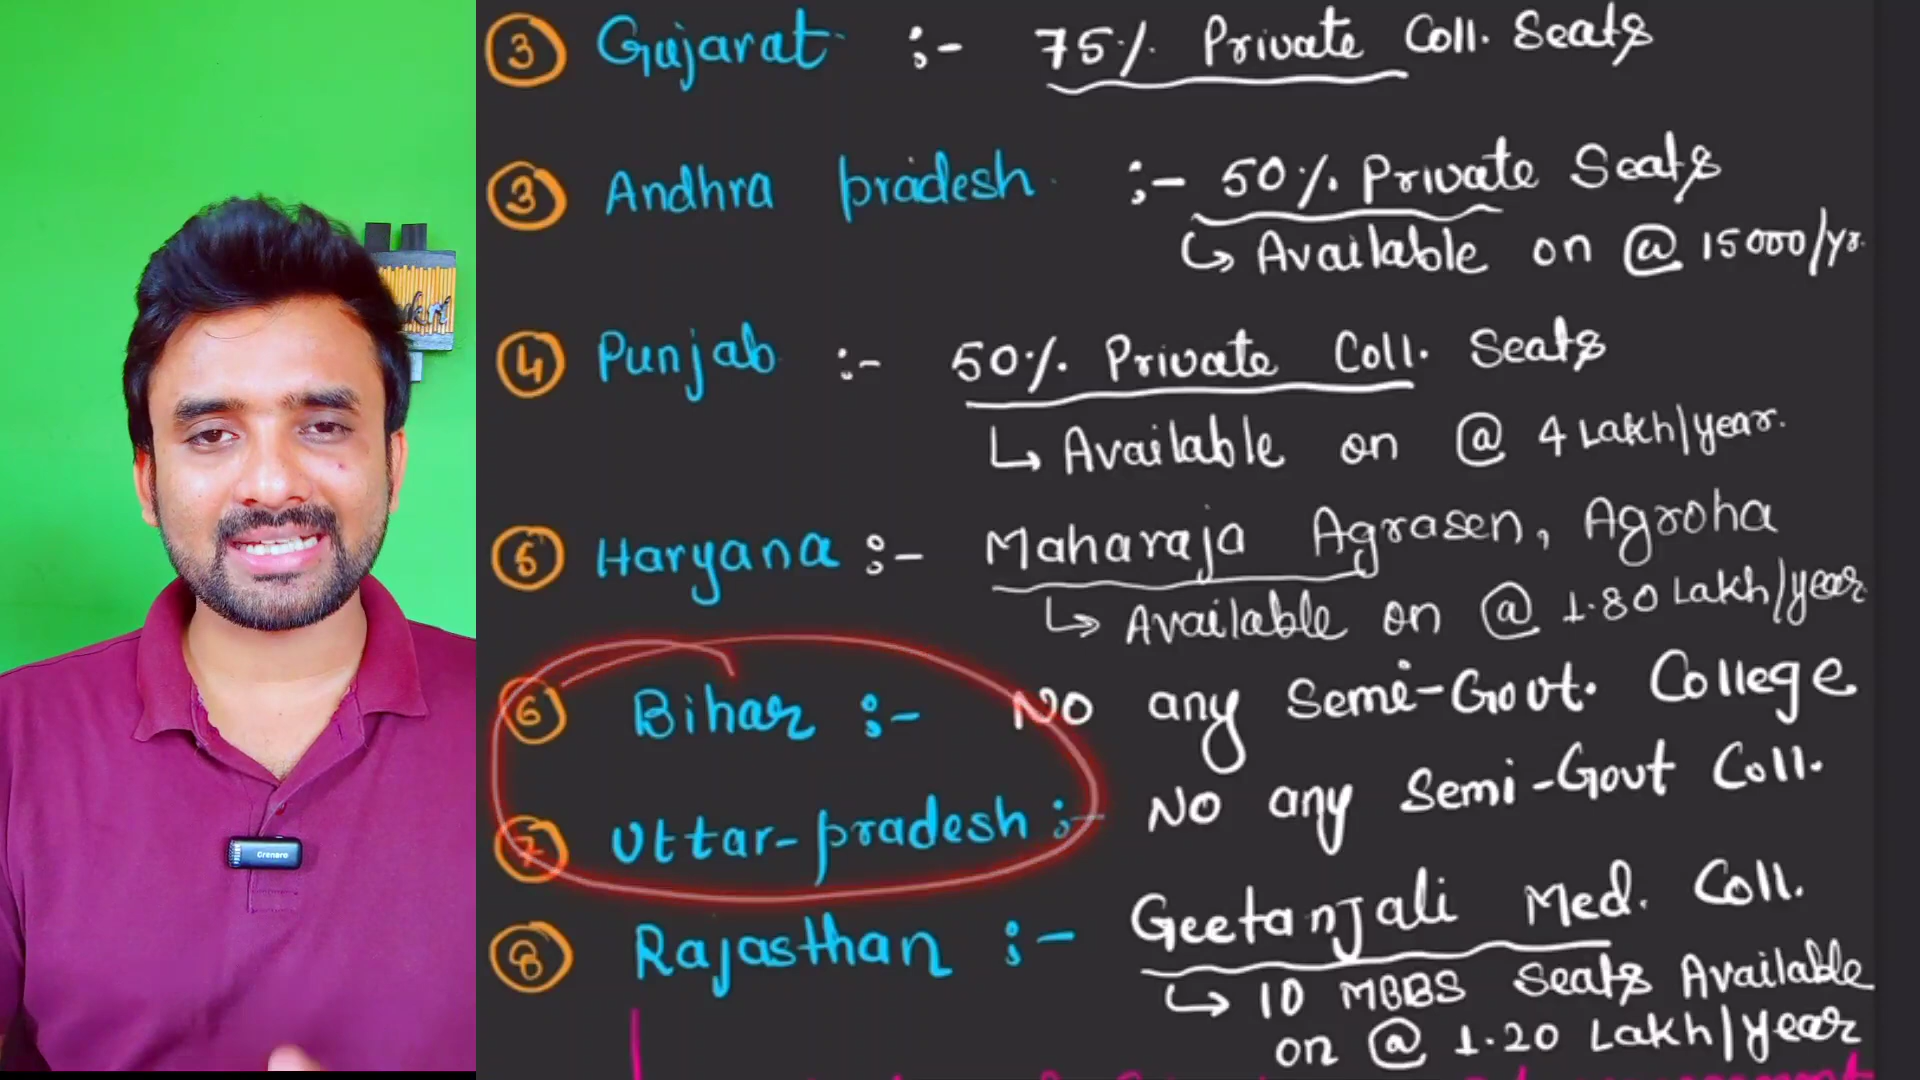 3 Gujarat :- 75% Private Coll. Seats
3 Andhra pradesh :- 50% Private Seats
↳ Available on @ 15000/yr.
4 Punjab :- 50% Private Coll. Seats
↳ Available on @ 4 Lakh/year.
5 Haryana :- Maharaja Agrasen, Agroha
↳ Available on @ 1.80 Lakh/year
6 Bihar :- No any Semi-Govt. College
7 Uttar-pradesh :- No any Semi-Govt Coll.
8 Rajasthan :- Geetanjali Med. Coll.
↳ 10 MBBS Seats Available
on @ 1.20 Lakh/year
Grenaro